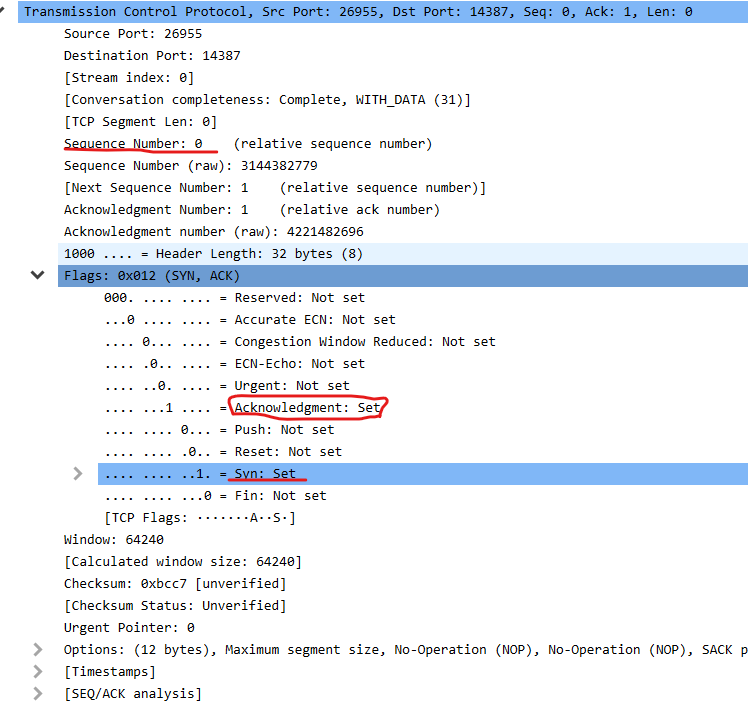 Transmission Control Protocol, Src Port: 26955, Dst Port: 14387, Seq: 0, Ack: 1, Len: 0
Source Port: 26955
Destination Port: 14387
[Stream index: 0]
[Conversation completeness: Complete, WITH_DATA (31)]
[TCP Segment Len: 0]
Sequence Number: 0    (relative sequence number)
Sequence Number (raw): 3144382779
[Next Sequence Number: 1    (relative sequence number)]
Acknowledgment Number: 1    (relative ack number)
Acknowledgment number (raw): 4221482696
1000 .... = Header Length: 32 bytes (8)
Flags: 0x012 (SYN, ACK)
000. .... .... = Reserved: Not set
...0 .... .... = Accurate ECN: Not set
.... 0... .... = Congestion Window Reduced: Not set
.... .0.. .... = ECN-Echo: Not set
.... ..0. .... = Urgent: Not set
.... ...1 .... = Acknowledgment: Set
.... .... 0... = Push: Not set
.... .... .0.. = Reset: Not set
.... .... ..1. = Syn: Set
.... .... ...0 = Fin: Not set
[TCP Flags: ·······A··S·]
Window: 64240
[Calculated window size: 64240]
Checksum: 0xbcc7 [unverified]
[Checksum Status: Unverified]
Urgent Pointer: 0
Options: (12 bytes), Maximum segment size, No-Operation (NOP), No-Operation (NOP), SACK p
[Timestamps]
[SEQ/ACK analysis]